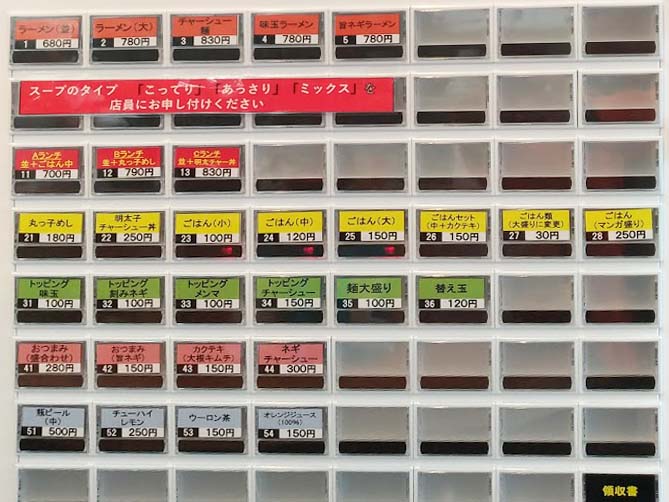 ラーメン(並)
1 680円
ラーメン(大)
2 780円
チャーシュー
麺
3 830円
味玉ラーメン
4 780円
旨ネギラーメン
5 780円
スープのタイプ 「こってり」「あっさり」「ミックス」を
店員にお申し付けください
Aランチ
並+ごはん中
11 700円
Bランチ
並+丸っ子めし
12 790円
Cランチ
並+明太チャー丼
13 830円
丸っ子めし
21 180円
明太子
チャーシュー丼
22 250円
ごはん(小)
23 100円
ごはん(中)
24 120円
ごはん(大)
25 150円
ごはんセット
(中+カクテキ)
26 150円
ごはん類
(大盛りに変更)
27 30円
ごはん
(マンガ盛り)
28 250円
トッピング
味玉
31 100円
トッピング
刻みネギ
32 100円
トッピング
メンマ
33 100円
トッピング
チャーシュー
34 150円
麺大盛り
35 100円
替え玉
36 120円
おつまみ
(盛合わせ)
41 280円
おつまみ
(旨ネギ)
42 150円
カクテキ
(大根キムチ)
43 150円
ネギ
チャーシュー
44 300円
瓶ビール
(中)
51 500円
チューハイ
レモン
52 250円
ウーロン茶
53 150円
オレンジジュース
(100%)
54 150円
領収書